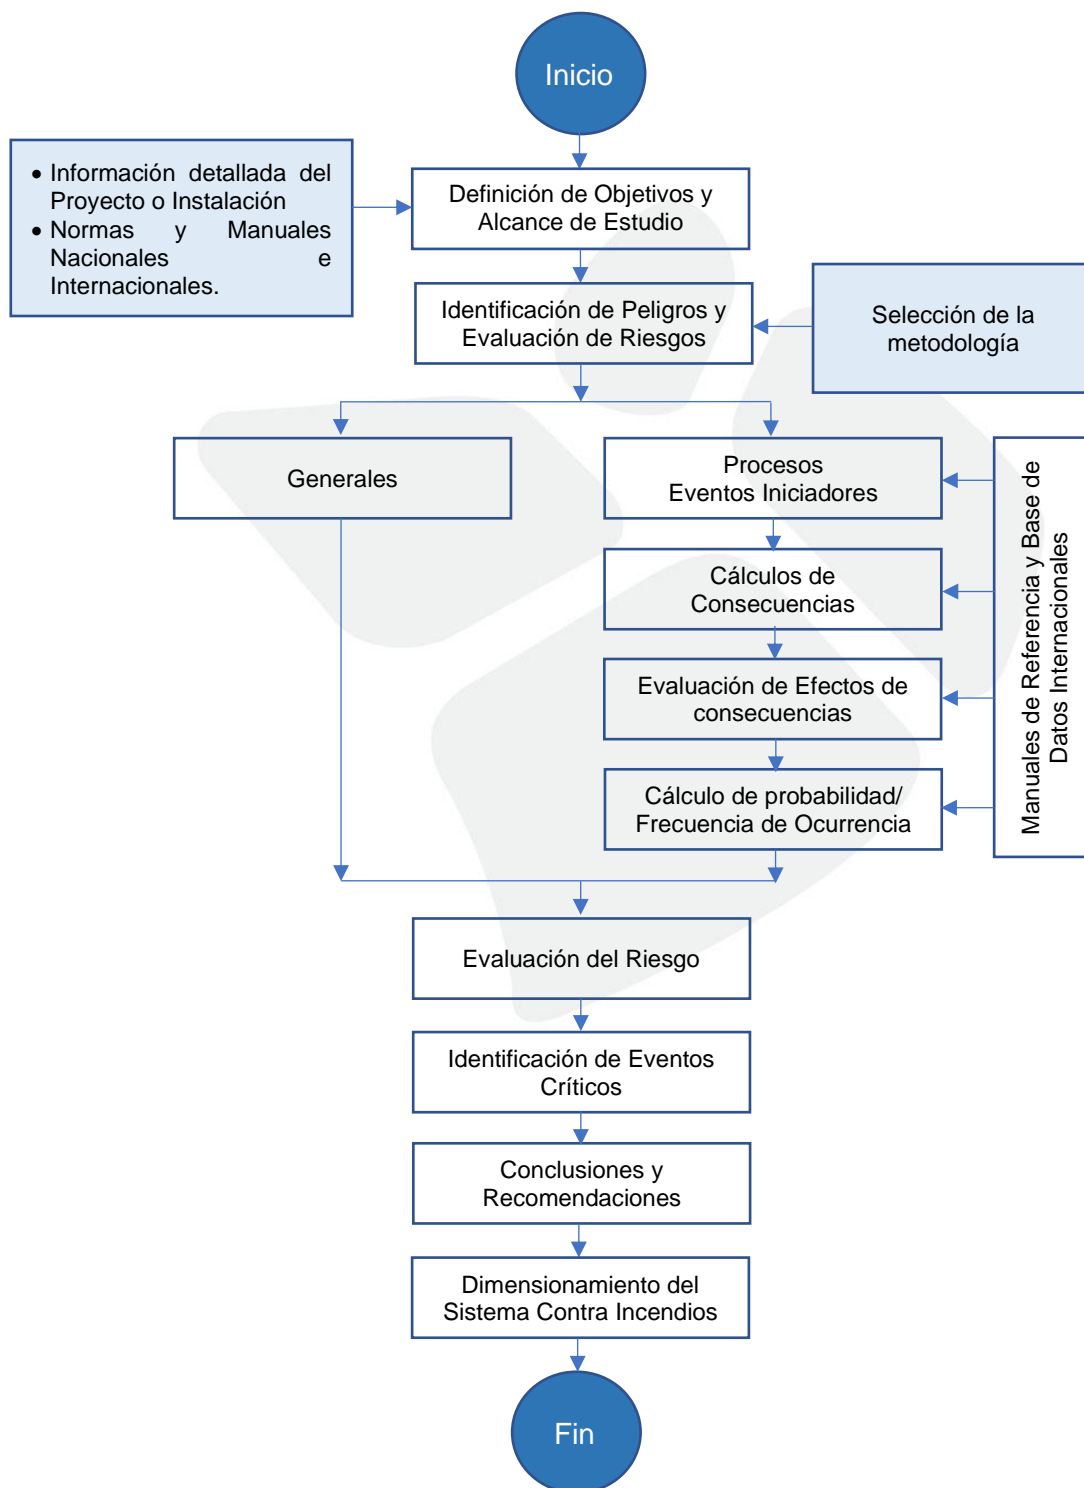 Inicio
• Información detallada del
Proyecto o Instalación
• Normas y Manuales
Nacionales e
Internacionales.
Definición de Objetivos y
Alcance de Estudio
Identificación de Peligros y
Evaluación de Riesgos
Selección de la
metodología
Generales
Procesos
Eventos Iniciadores
Cálculos de
Consecuencias
Evaluación de Efectos de
consecuencias
Cálculo de probabilidad/
Frecuencia de Ocurrencia
Manuales de Referencia y Base de
Datos Internacionales
Evaluación del Riesgo
Identificación de Eventos
Críticos
Conclusiones y
Recomendaciones
Dimensionamiento del
Sistema Contra Incendios
Fin